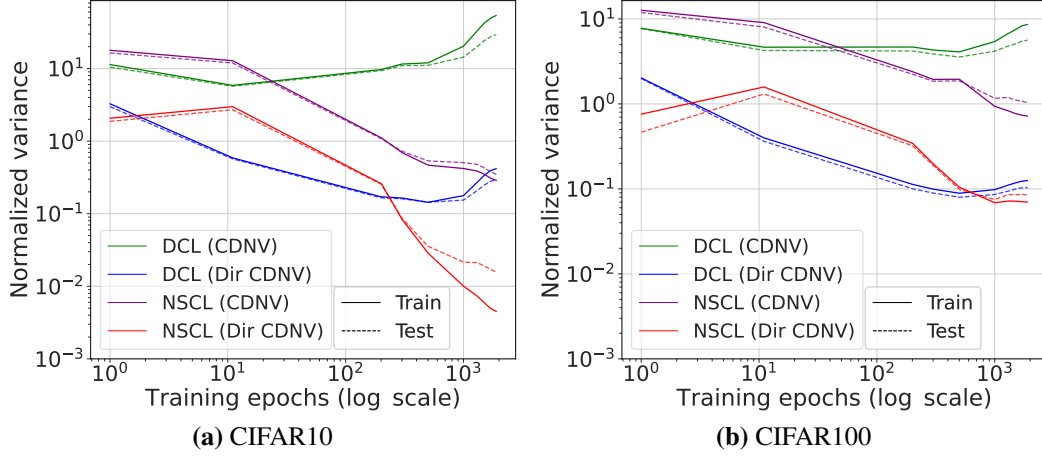 Normalized variance
10^1
10^0
10^-1
10^-2
10^-3
DCL (CDNV)
DCL (Dir CDNV)
NSCL (CDNV)
NSCL (Dir CDNV)
Train
Test
10^0 10^1 10^2 10^3
Training epochs (log scale)
(a) CIFAR10
Normalized variance
10^1
10^0
10^-1
10^-2
10^-3
DCL (CDNV)
DCL (Dir CDNV)
NSCL (CDNV)
NSCL (Dir CDNV)
Train
Test
10^0 10^1 10^2 10^3
Training epochs (log scale)
(b) CIFAR100